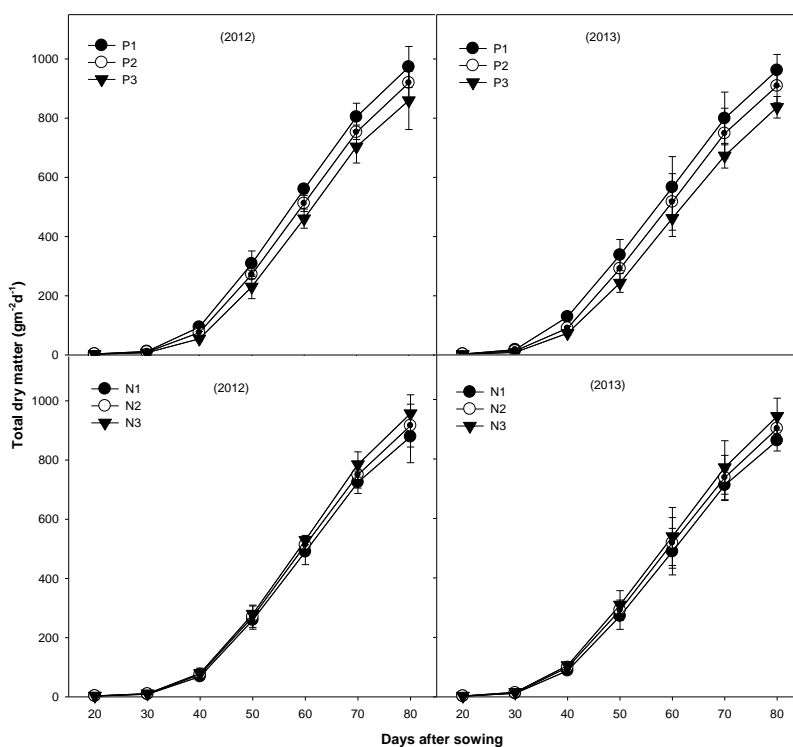 (2012)
P1
P2
P3
(2013)
P1
P2
P3
1000
800
600
400
200
0
(2012)
N1
N2
N3
(2013)
N1
N2
N3
1000
800
600
400
200
0
20 30 40 50 60 70 80 20 30 40 50 60 70 80
Total dry matter (gm⁻²d⁻¹)
Days after sowing